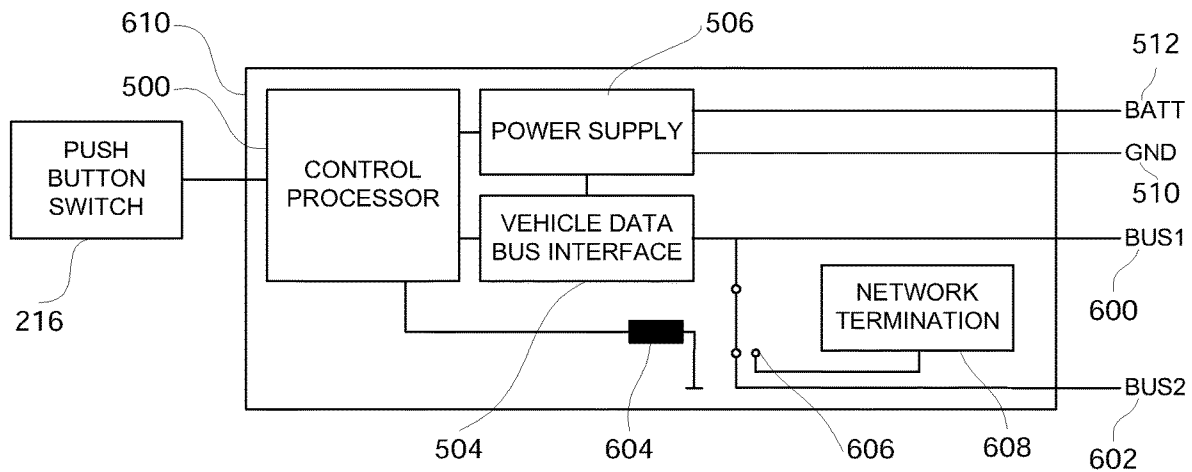 610
506
512
500
BATT
PUSH
BUTTON
SWITCH
CONTROL
PROCESSOR
POWER SUPPLY
GND
510
VEHICLE DATA
BUS INTERFACE
BUS1
600
NETWORK
TERMINATION
216
BUS2
504
604
606
608
602